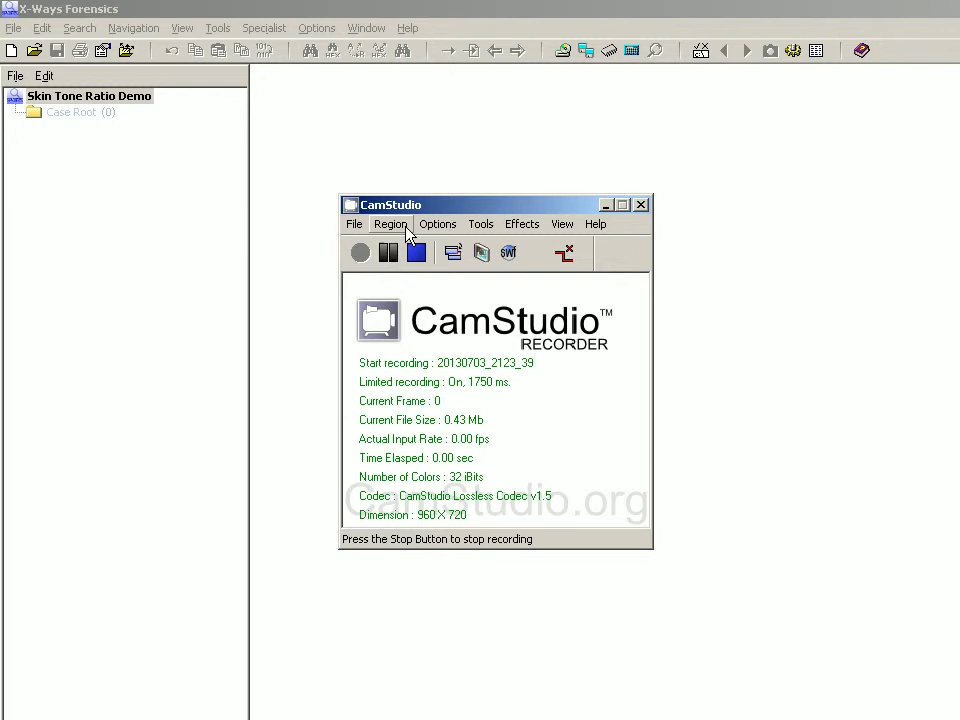 X-Ways Forensics
File Edit Search Navigation View Tools Specialist Options Window Help
File Edit
Skin Tone Ratio Demo
Case Root (0)
CamStudio
File Region Options Tools Effects View Help
SWF
CamStudio™
RECORDER
Start recording : 20130703_2123_39
Limited recording : On, 1750 ms.
Current Frame : 0
Current File Size : 0.43 Mb
Actual Input Rate : 0.00 fps
Time Elasped : 0.00 sec
Number of Colors : 32 iBits
Codec : CamStudio Lossless Codec v1.5
CamStudio.org
Dimension : 960 X 720
Press the Stop Button to stop recording